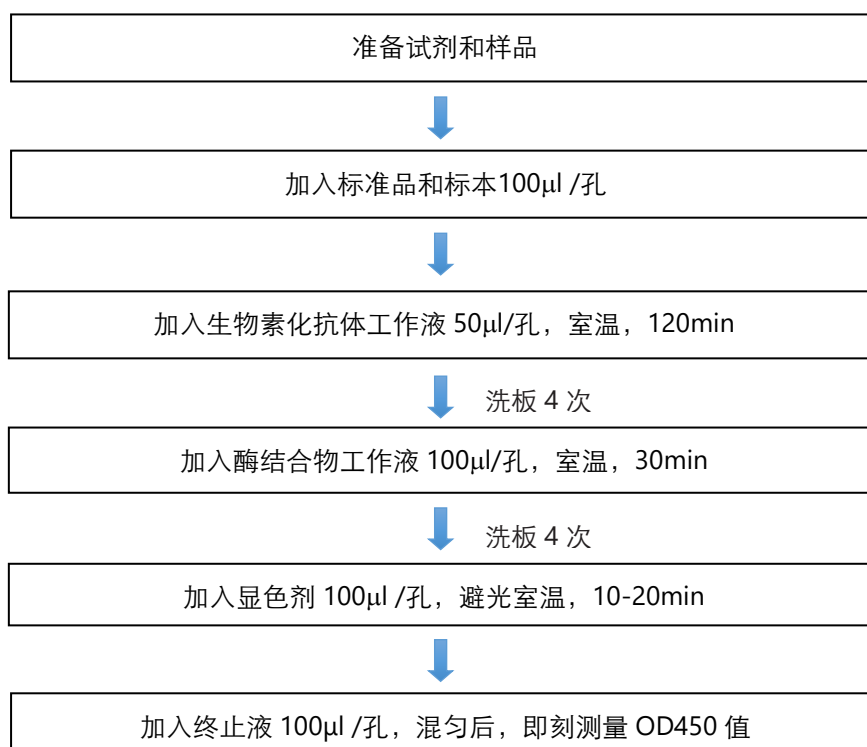 准备试剂和样品
加入标准品和标本100μl /孔
加入生物素化抗体工作液 50μl/孔，室温，120min
洗板 4 次
加入酶结合物工作液 100μl/孔，室温，30min
洗板 4 次
加入显色剂 100μl /孔，避光室温，10-20min
加入终止液 100μl /孔，混匀后，即刻测量 OD450 值